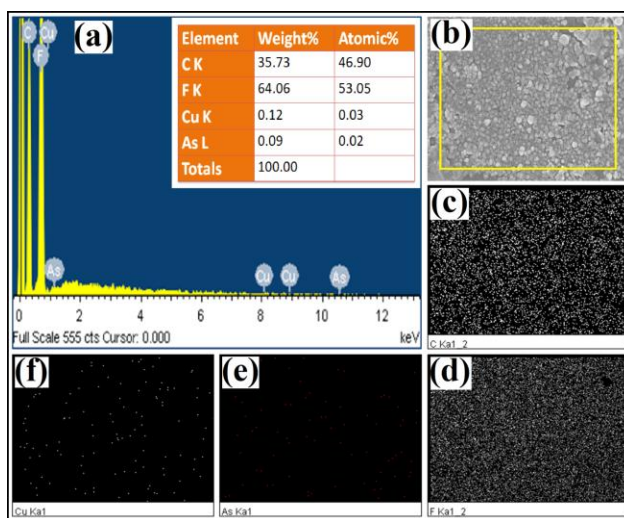 (a)
C
Cu
F
As
Cu
Cu
As
Element Weight% Atomic%
C K 35.73 46.90
F K 64.06 53.05
Cu K 0.12 0.03
As L 0.09 0.02
Totals 100.00
0 2 4 6 8 10 12
Full Scale 555 cts Cursor: 0.000 keV
(b)
(c)
C Ka1_2
(f)
Cu Ka1
(e)
As Ka1
(d)
F Ka1_2